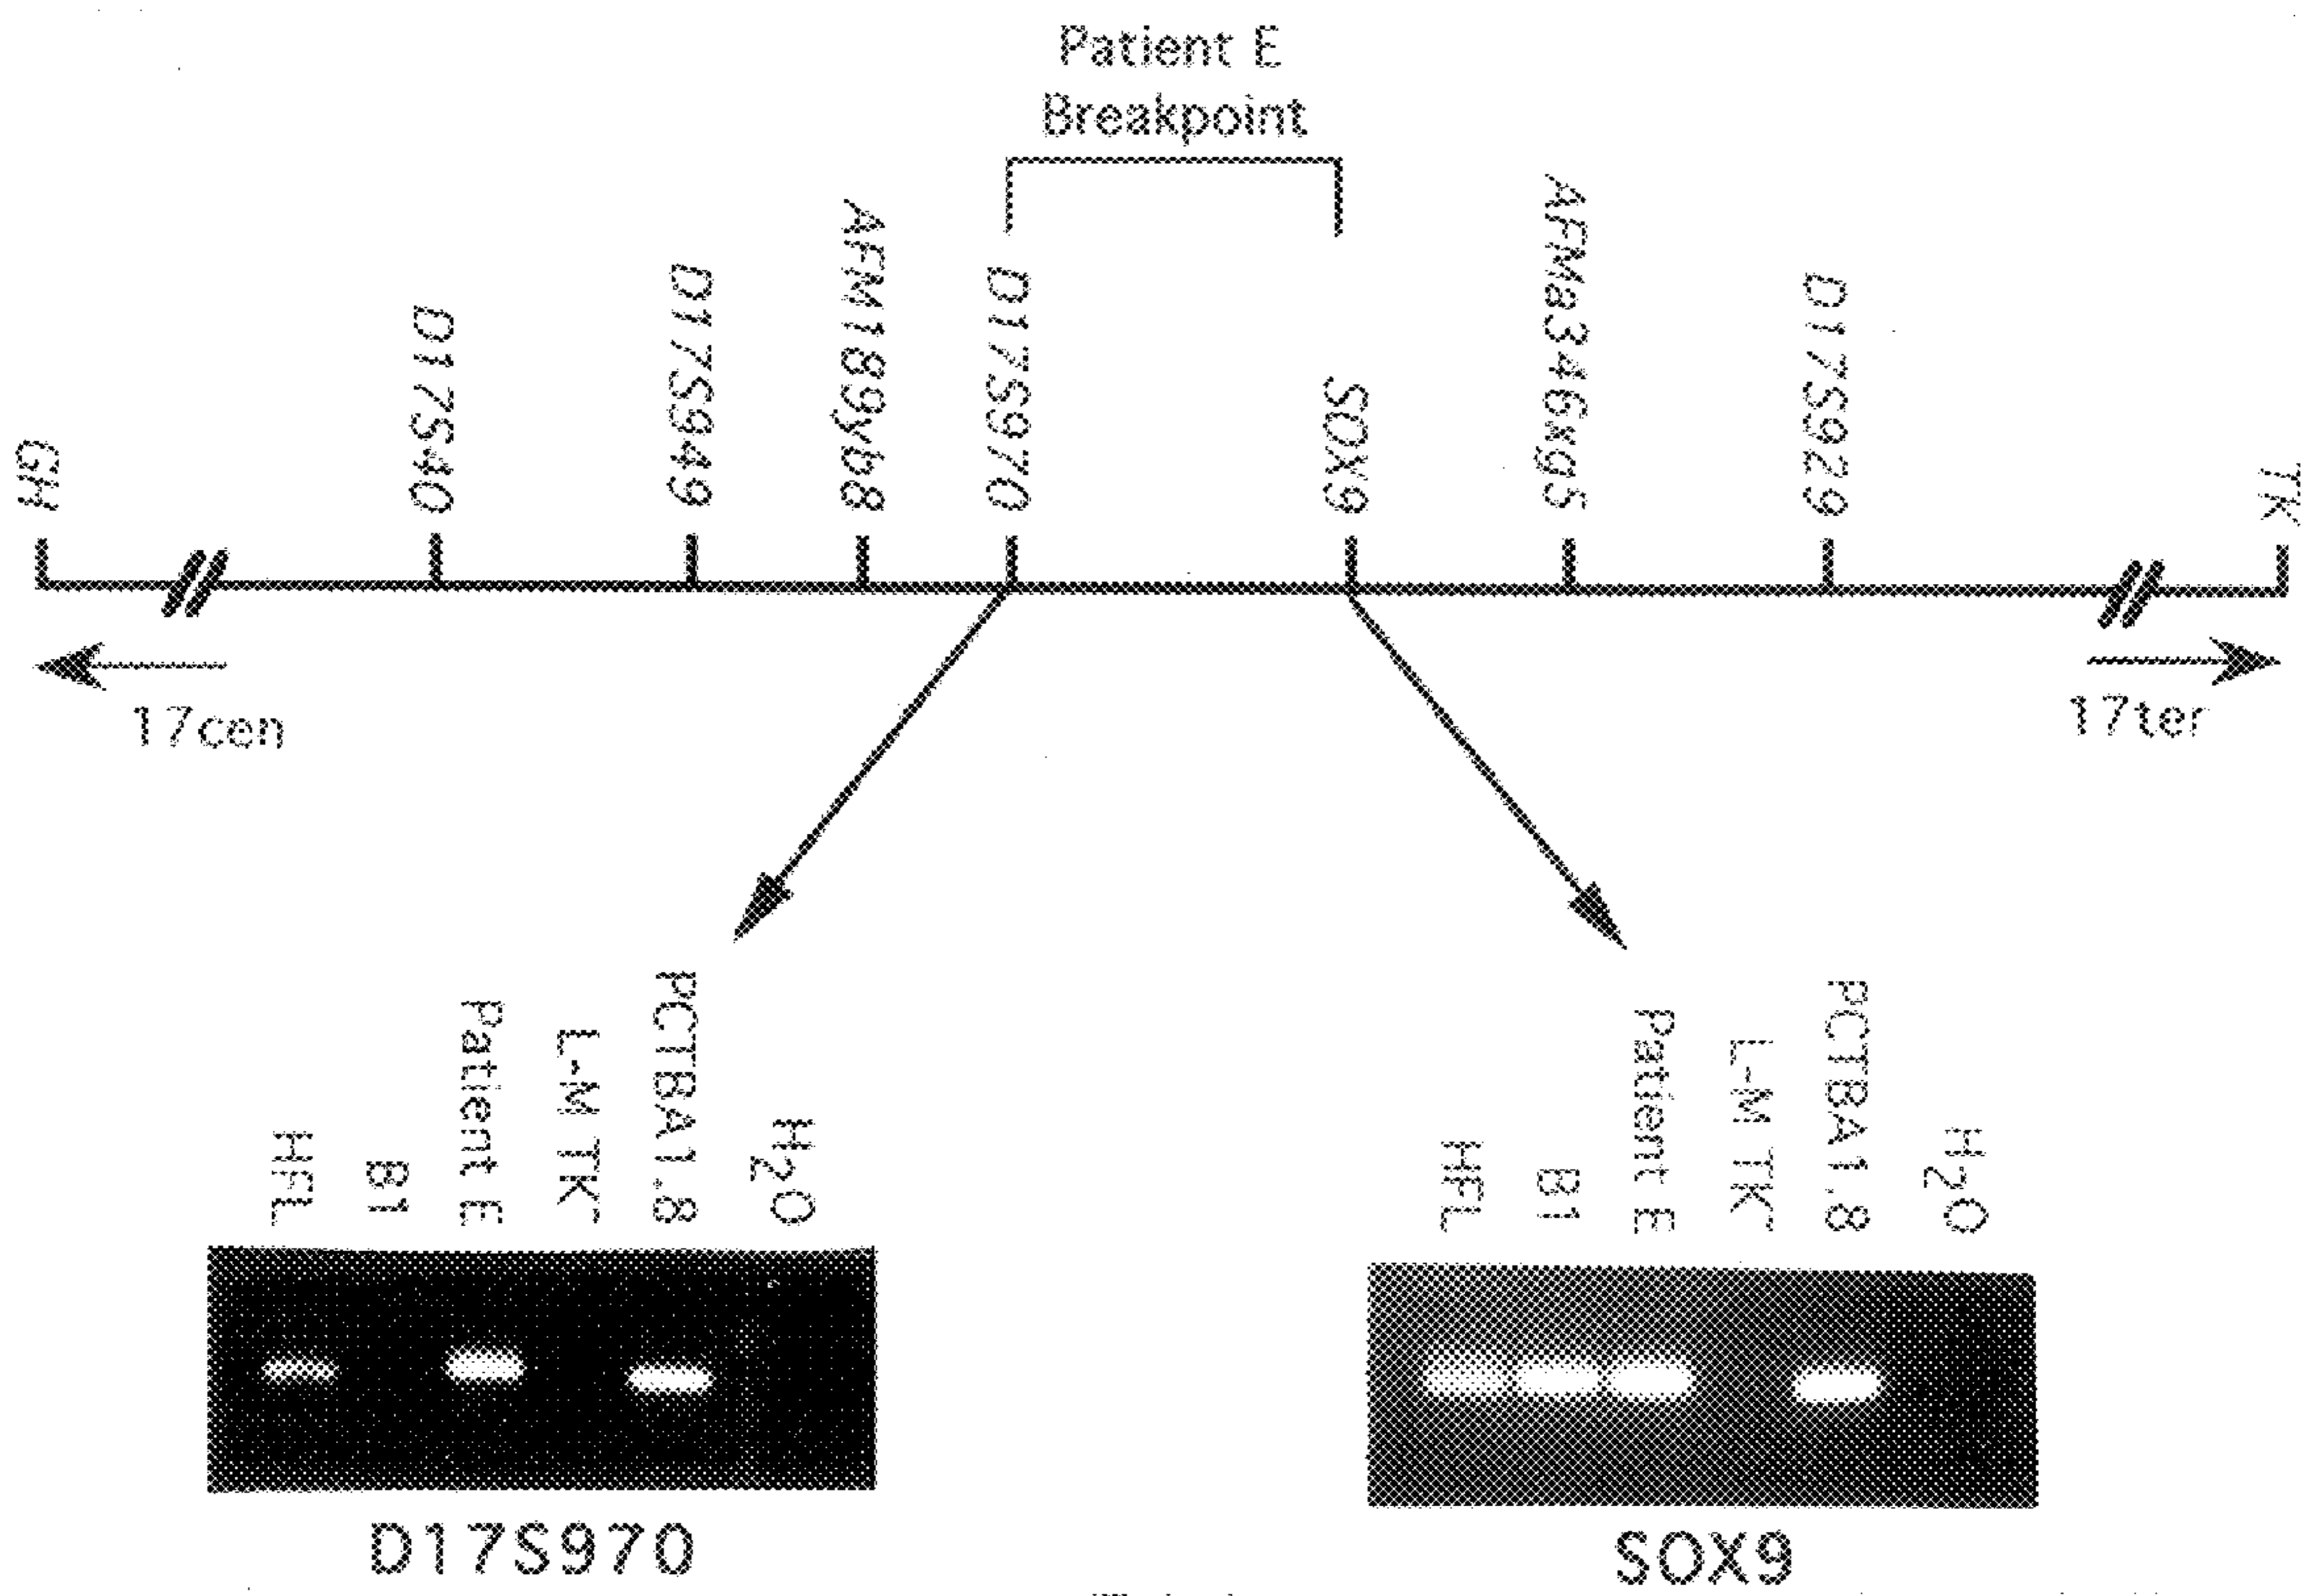 Patient E
Breakpoint
GH
D17S40
D17S949
AFM189yb8
D17S970
SOX9
AFMa346xg5
D17S929
TK
17cen
17ter
HFL
B1
Patient E
L-M TK⁻
PCTBA1.8
H₂O
HFL
B1
Patient E
L-M TK⁻
PCTBA1.8
H₂O
D17S970
SOX9